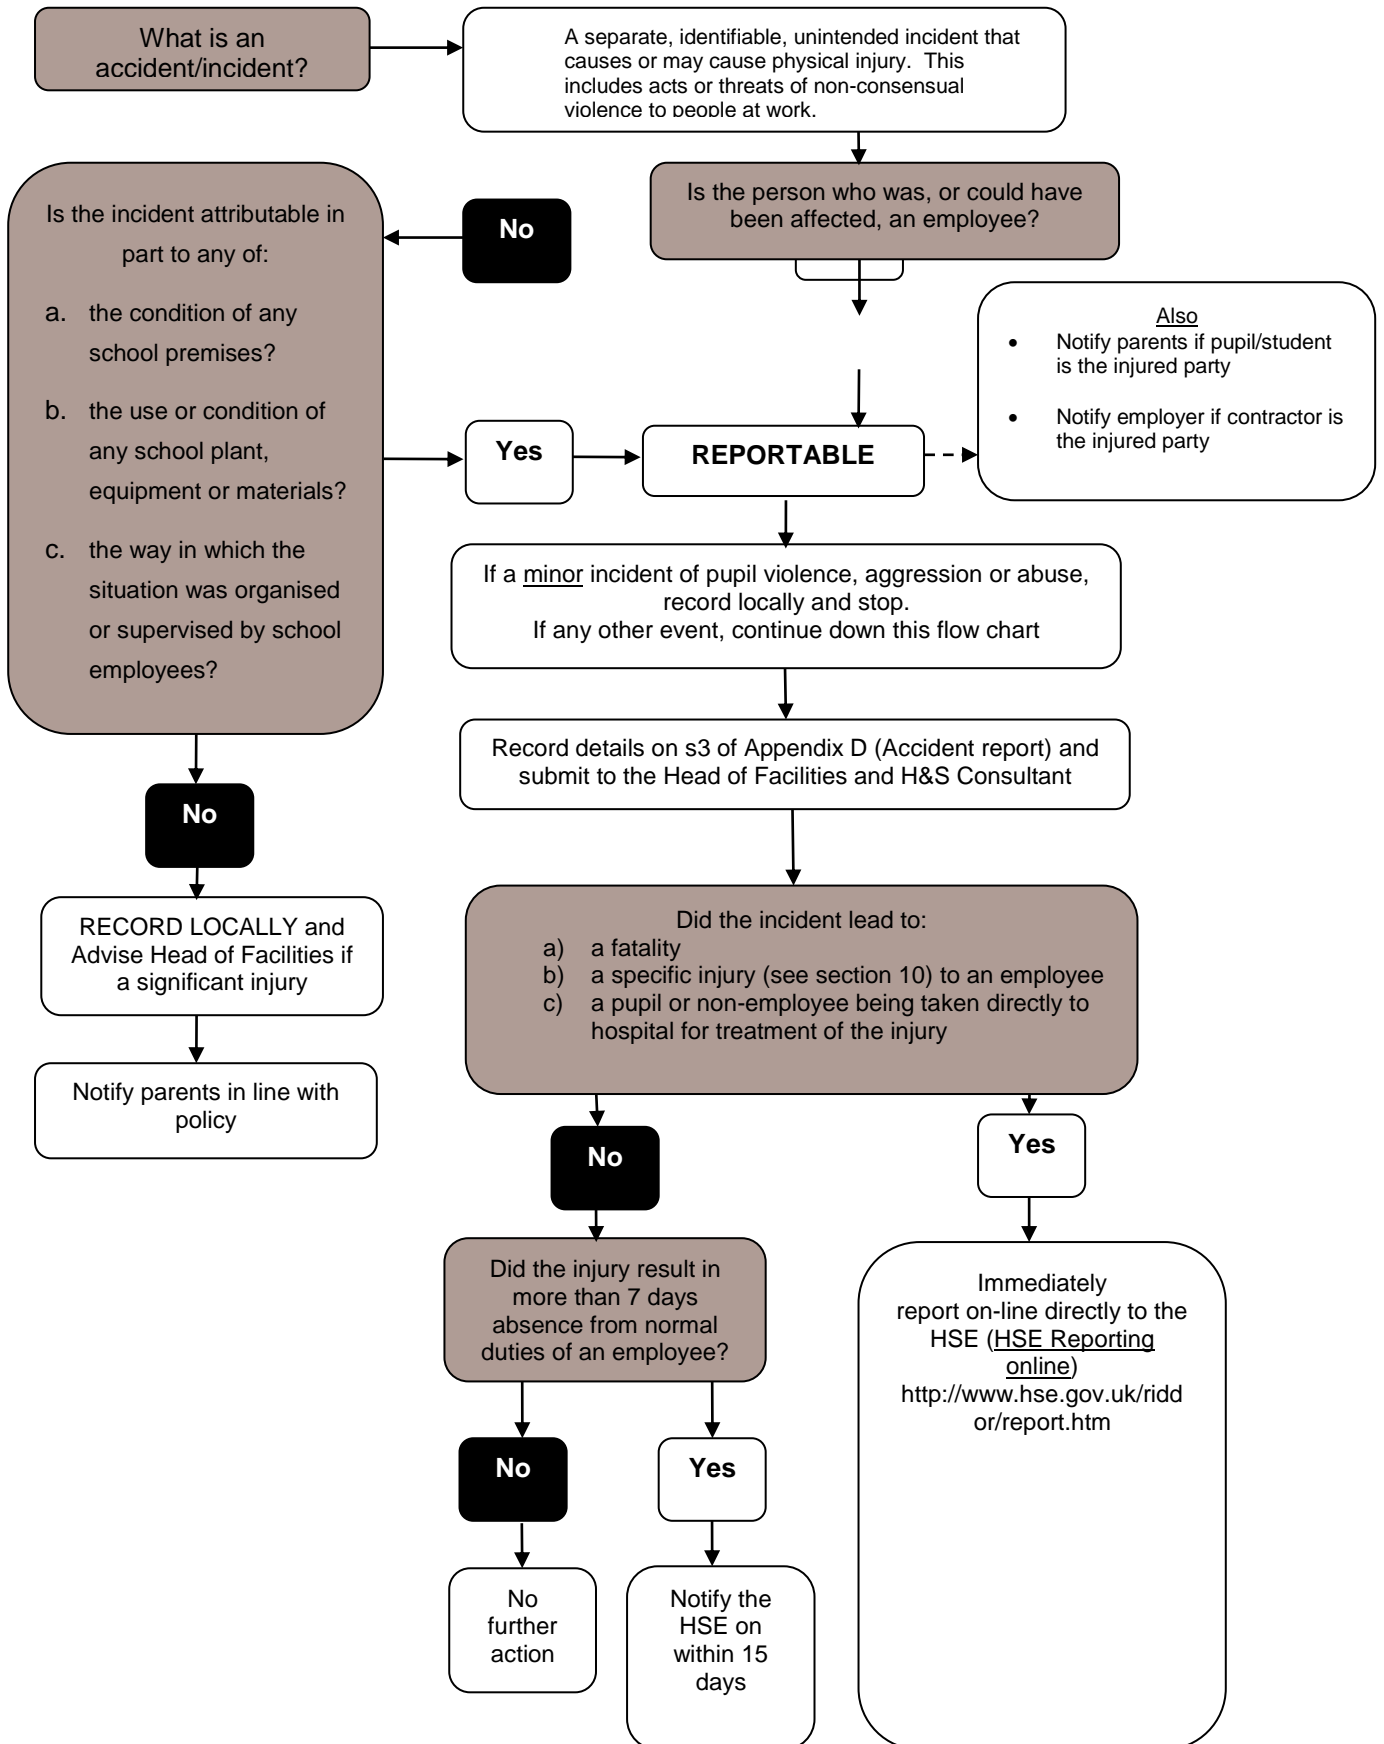 What is an
accident/incident?
A separate, identifiable, unintended incident that
causes or may cause physical injury. This
includes acts or threats of non-consensual
violence to people at work.
Is the person who was, or could have
been affected, an employee?
No
Is the incident attributable in
part to any of:
a. the condition of any
school premises?
b. the use or condition of
any school plant,
equipment or materials?
c. the way in which the
situation was organised
or supervised by school
employees?
Yes
REPORTABLE
Also
• Notify parents if pupil/student
is the injured party
• Notify employer if contractor is
the injured party
If a minor incident of pupil violence, aggression or abuse,
record locally and stop.
If any other event, continue down this flow chart
Record details on s3 of Appendix D (Accident report) and
submit to the Head of Facilities and H&S Consultant
No
RECORD LOCALLY and
Advise Head of Facilities if
a significant injury
Notify parents in line with
policy
Did the incident lead to:
a) a fatality
b) a specific injury (see section 10) to an employee
c) a pupil or non-employee being taken directly to
hospital for treatment of the injury
No
Yes
Did the injury result in
more than 7 days
absence from normal
duties of an employee?
Immediately
report on-line directly to the
HSE (HSE Reporting
online)
http://www.hse.gov.uk/ridd
or/report.htm
No
Yes
No
further
action
Notify the
HSE on
within 15
days